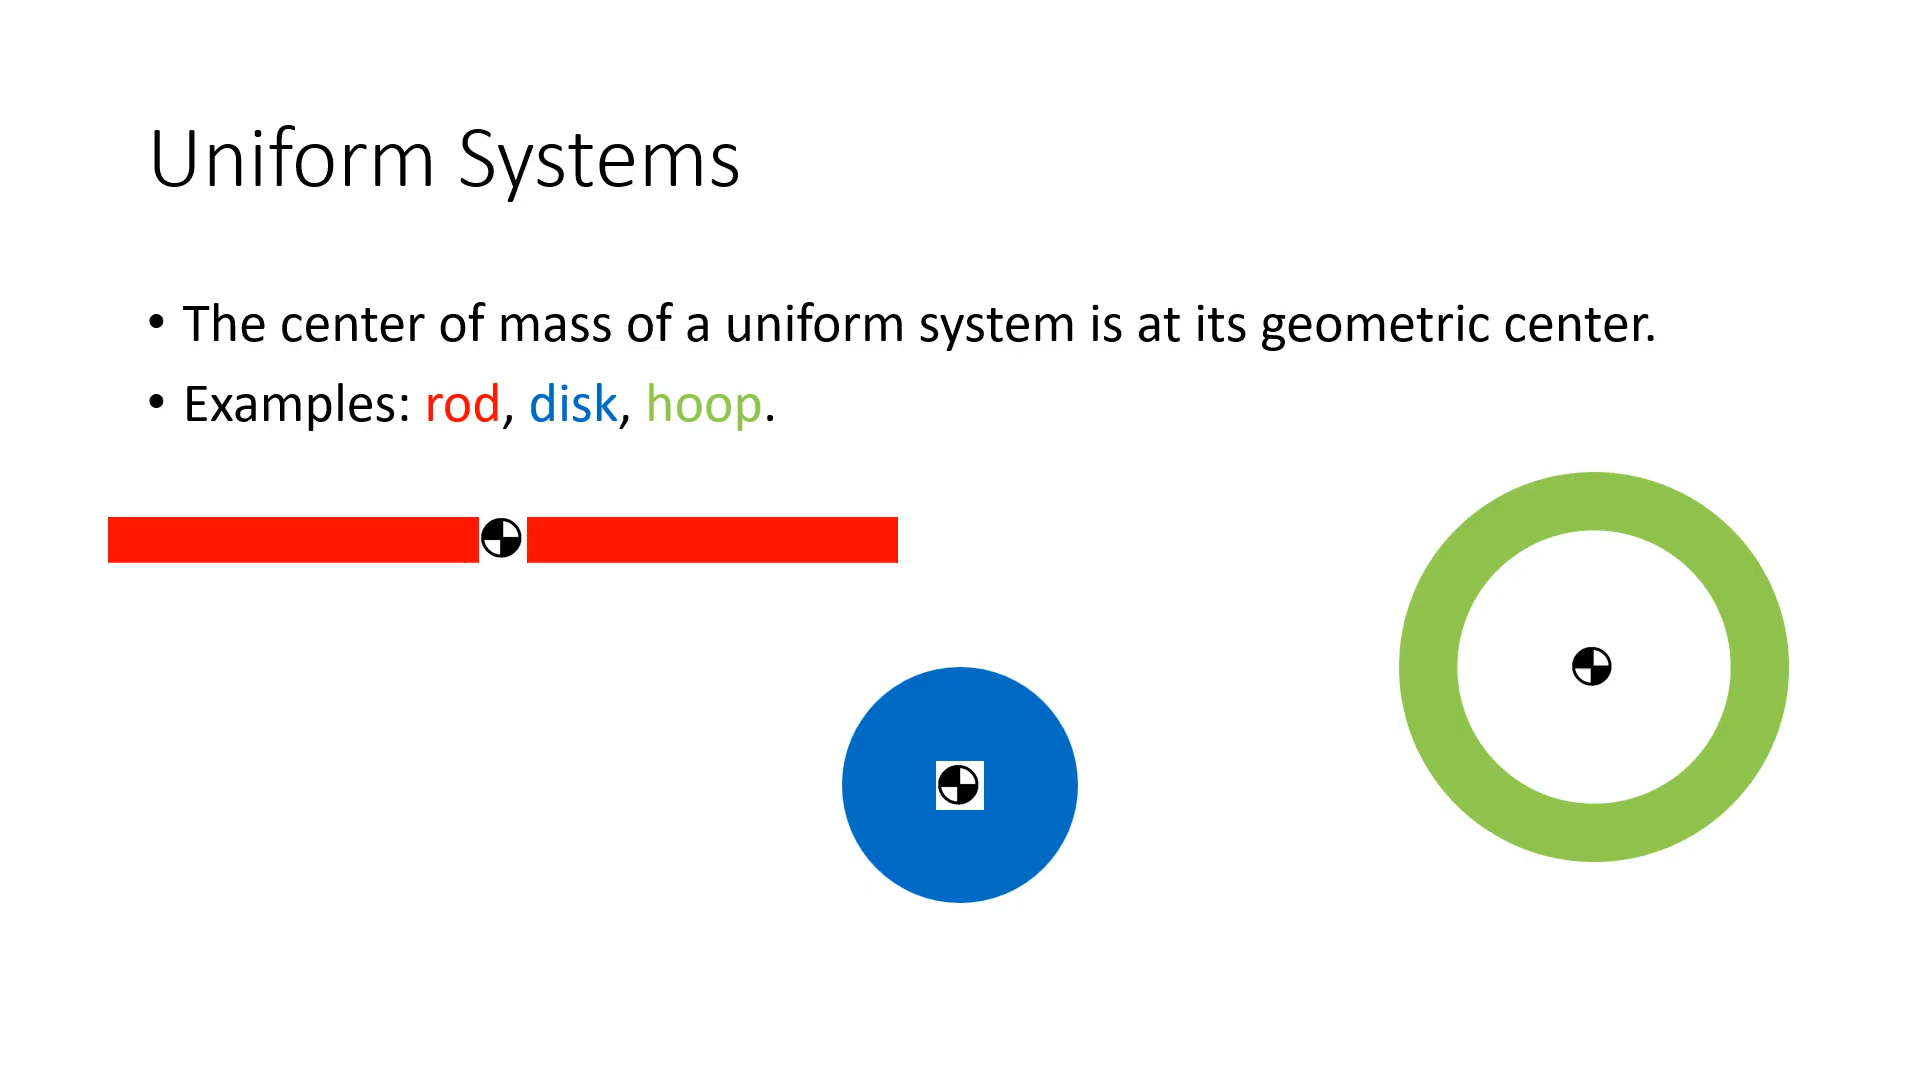 Uniform Systems
• The center of mass of a uniform system is at its geometric center.
• Examples: rod, disk, hoop.